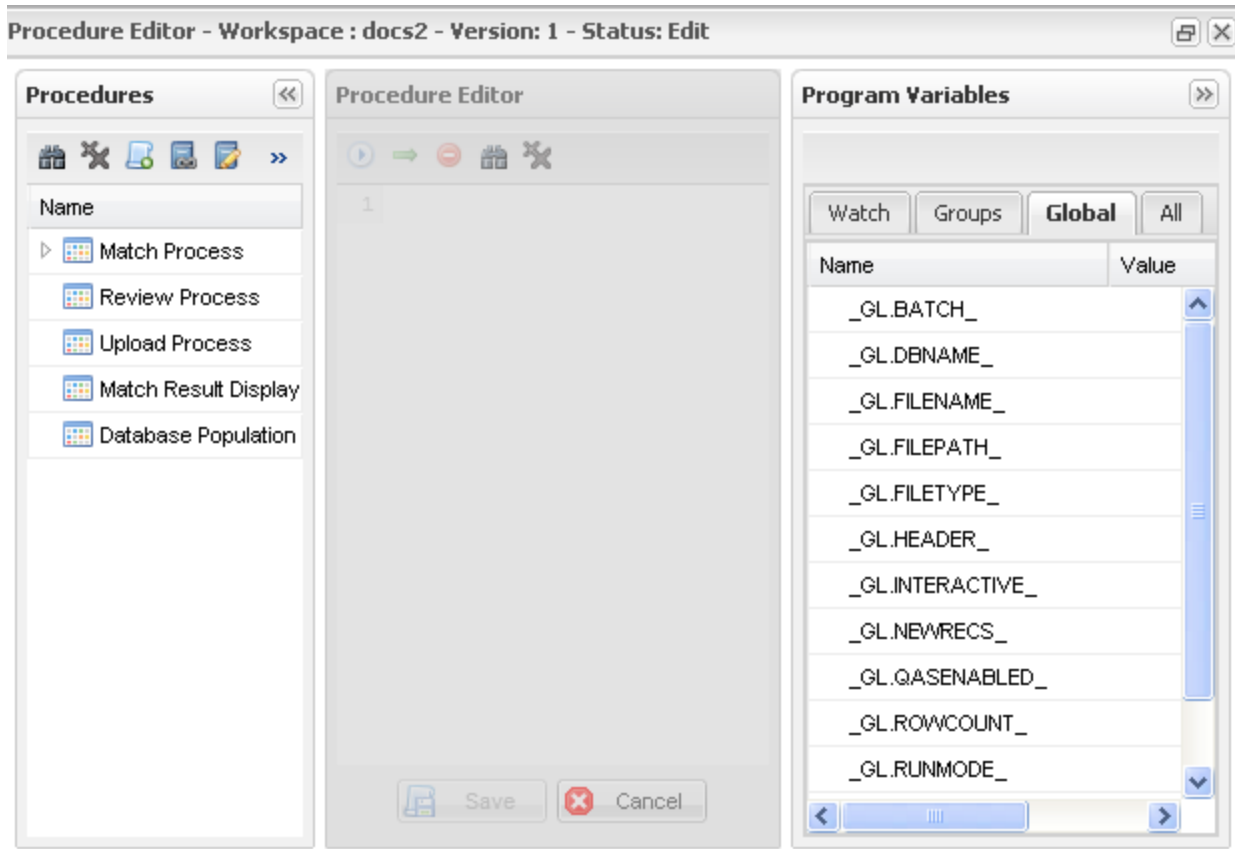 Procedure Editor - Workspace : docs2 - Version: 1 - Status: Edit
Procedures
Name
Match Process
Review Process
Upload Process
Match Result Display
Database Population
Procedure Editor
1
Save
Cancel
Program Variables
Watch
Groups
Global
All
Name Value
_GL.BATCH_
_GL.DBNAME_
_GL.FILENAME_
_GL.FILEPATH_
_GL.FILETYPE_
_GL.HEADER_
_GL.INTERACTIVE_
_GL.NEWRECS_
_GL.QASENABLED_
_GL.ROWCOUNT_
_GL.RUNMODE_